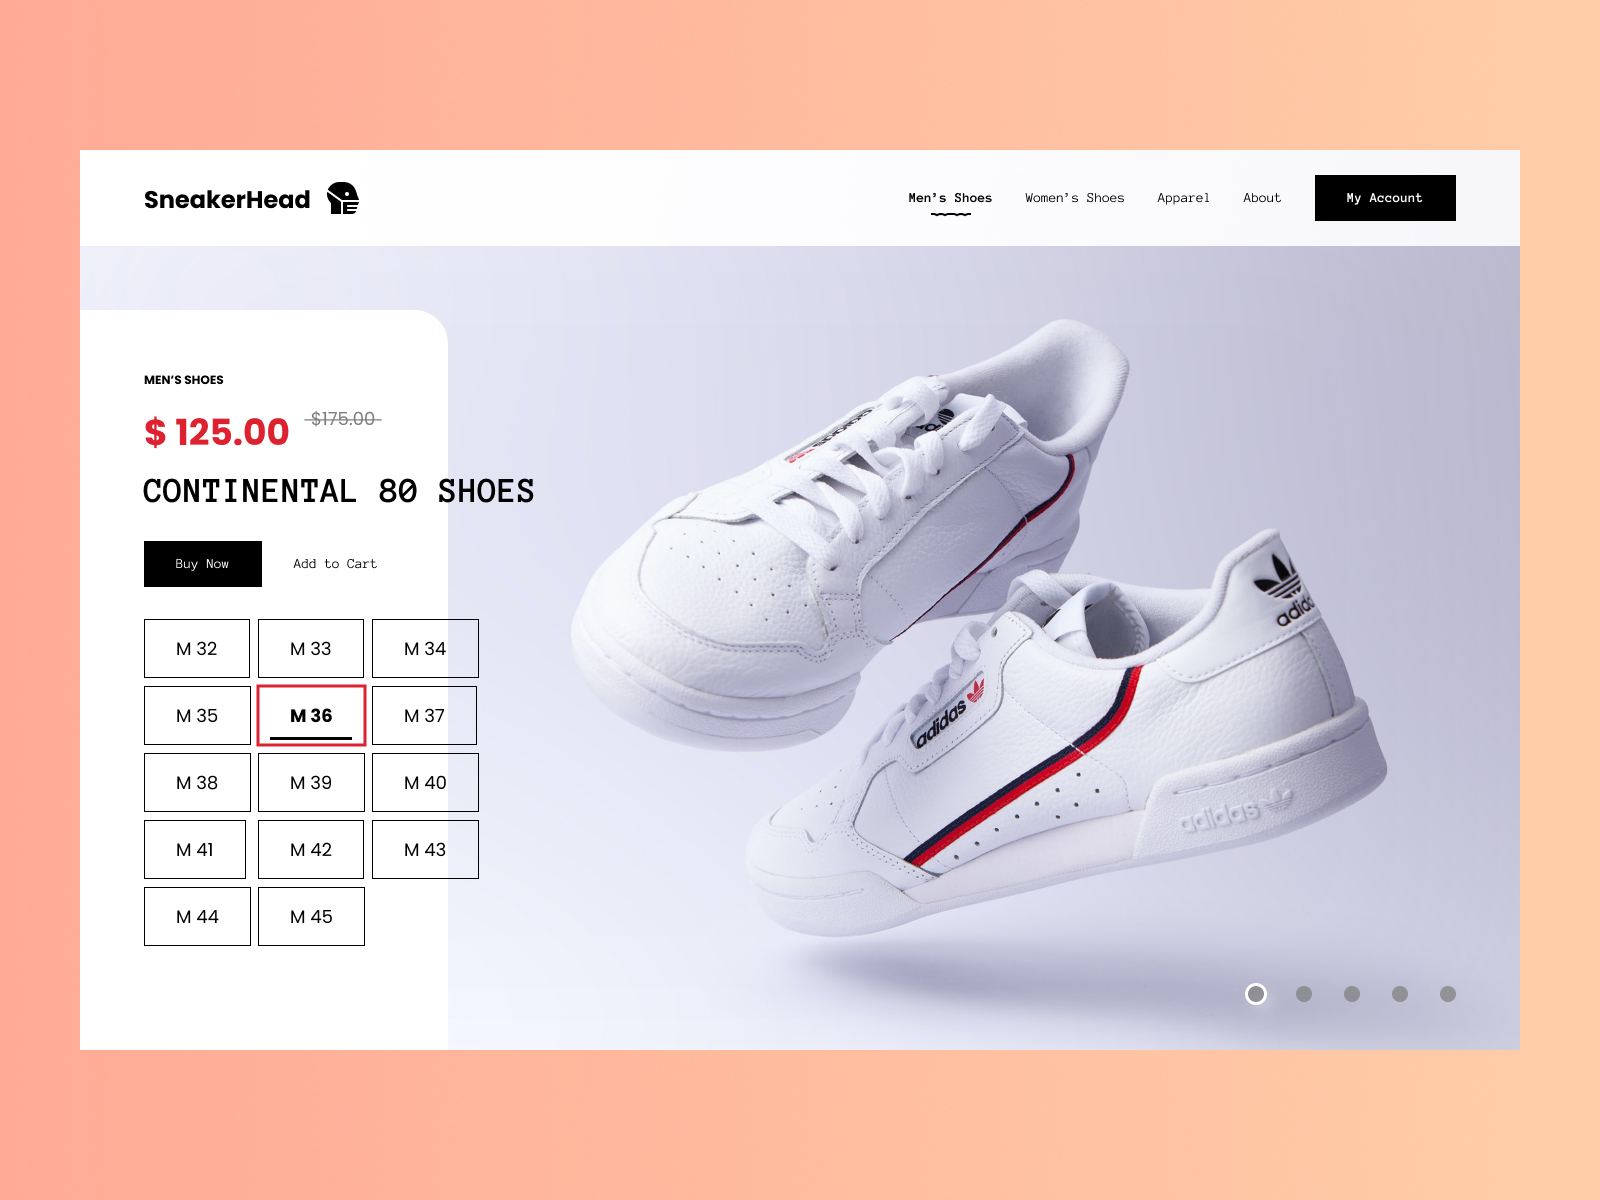 SneakerHead
Men's Shoes Women's Shoes Apparel About My Account
MEN'S SHOES
$ 125.00 $175.00
CONTINENTAL 80 SHOES
Buy Now Add to Cart
M 32 M 33 M 34
M 35 M 36 M 37
M 38 M 39 M 40
M 41 M 42 M 43
M 44 M 45
adidas
adidas
adidas